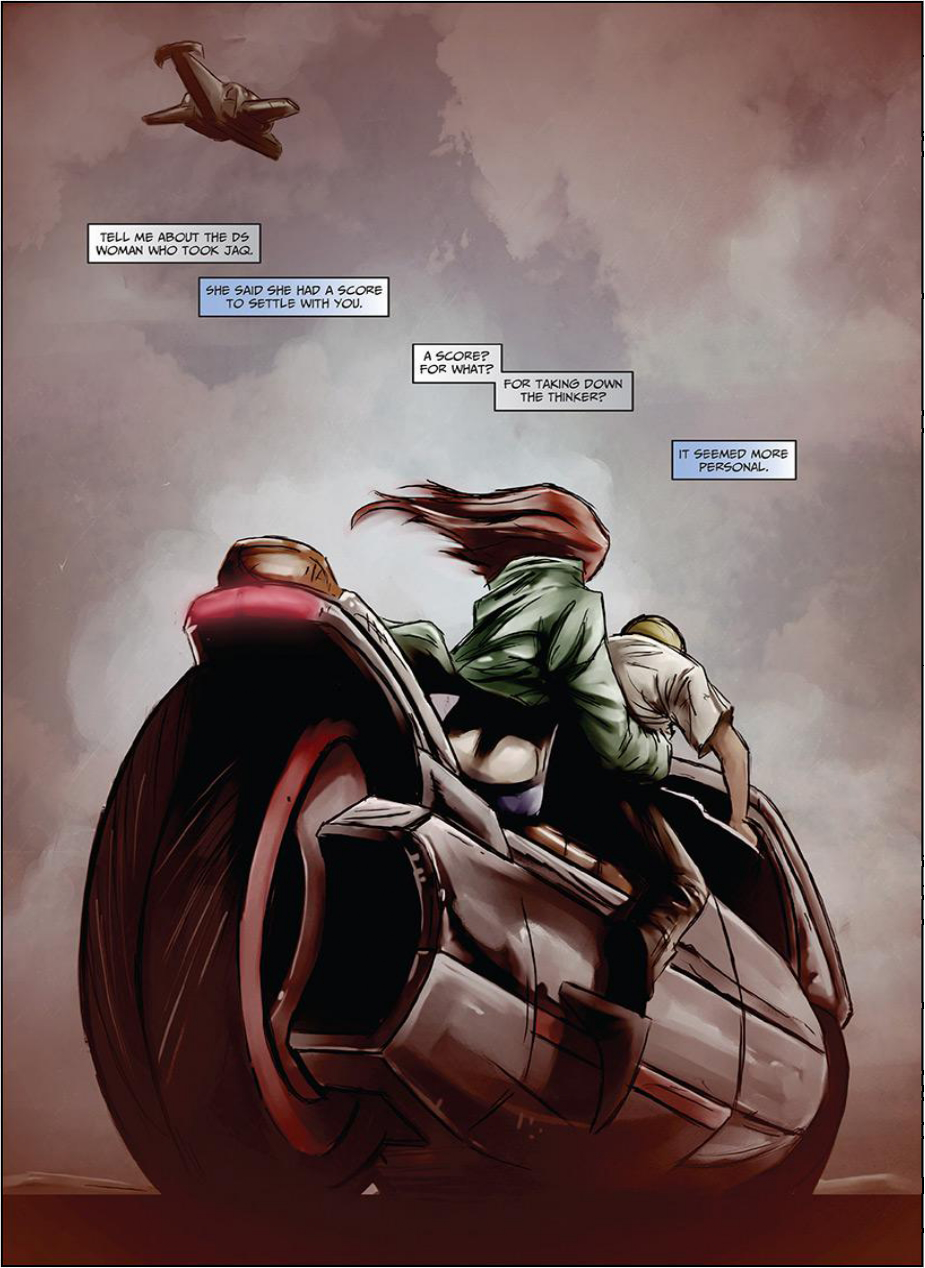 TELL ME ABOUT THE DS
WOMAN WHO TOOK JAQ.
SHE SAID SHE HAD A SCORE
TO SETTLE WITH YOU.
A SCORE?
FOR WHAT?
FOR TAKING DOWN
THE THINKER?
IT SEEMED MORE
PERSONAL.